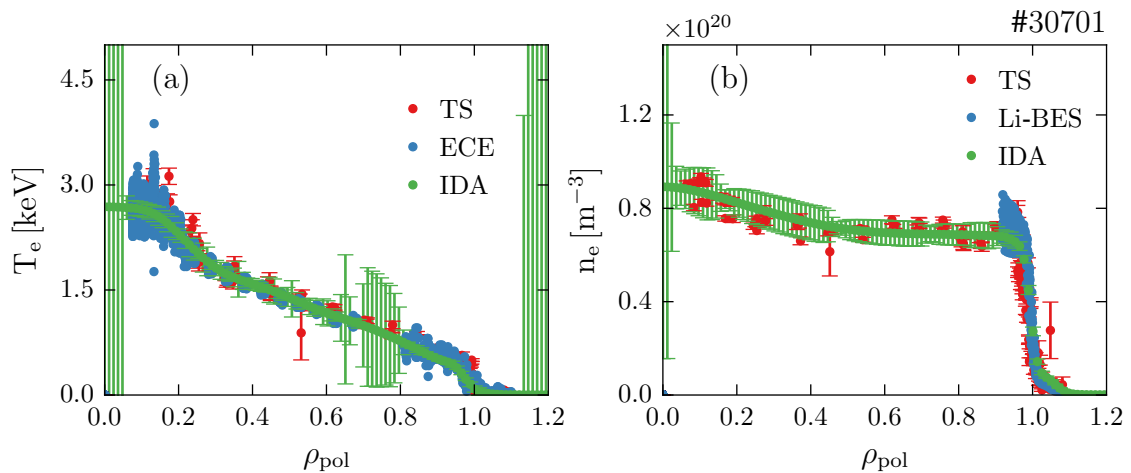 ×10²⁰
#30701
(a)
TS
ECE
IDA
4.5
3.0
1.5
0.0
T_e [keV]
0.0 0.2 0.4 0.6 0.8 1.0 1.2
ρ_pol
(b)
TS
Li-BES
IDA
1.2
0.8
0.4
0.0
n_e [m⁻³]
0.0 0.2 0.4 0.6 0.8 1.0 1.2
ρ_pol